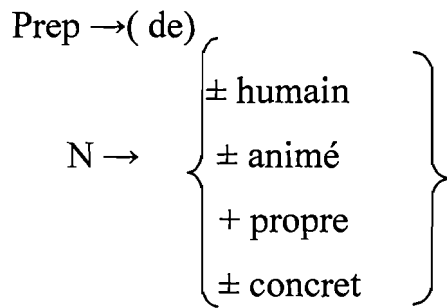 Prep →( de)
± humain
N → ± animé
+ propre
± concret